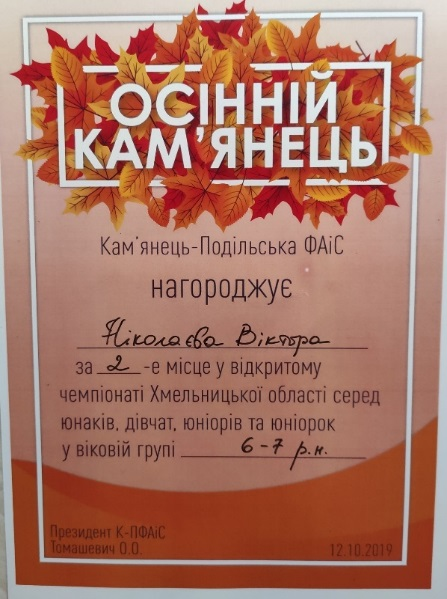 ОСІННІЙ
КАМ'ЯНЕЦЬ
Кам'янець-Подільська ФАіС
нагороджує
Ніколаєва Віктора
за 2 -е місце у відкритому
чемпіонаті Хмельницької області серед
юнаків, дівчат, юніорів та юніорок
у віковій групі 6-7 р.н.
Президент К-ПФАіС
Томашевич О.О.
12.10.2019